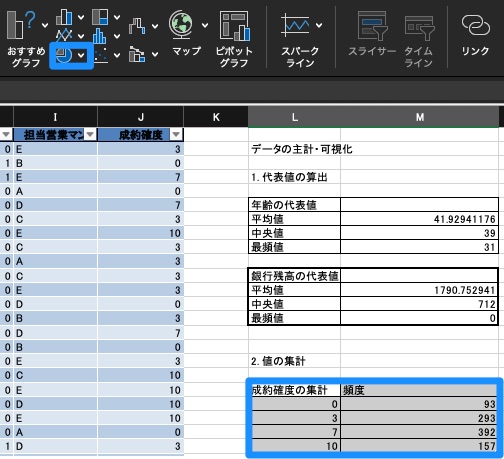 おすすめ グラフ
マップ
ピボット グラフ
スパーク ライン
スライサー
タイム ライン
リンク
I J K L M
担当営業マン 成約確度
0 E 3 データの主計・可視化
1 B 0
1 E 7 1. 代表値の算出
0 A 0
0 D 7 年齢の代表値
0 C 3 平均値 41.92941176
0 E 10 中央値 39
0 C 3 最頻値 31
0 A 3
0 C 3 銀行残高の代表値
0 E 3 平均値 1790.752941
0 D 0 中央値 712
0 B 3 最頻値 0
0 D 7
0 B 0
0 E 3 2. 値の集計
0 C 10
0 E 10 成約確度の集計 頻度
0 D 10 0 93
0 E 10 3 293
0 A 0 7 392
1 D 3 10 157